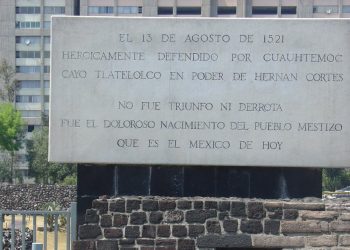 EL 13 DE AGOSTO DE 1521
HEROICAMENTE DEFENDIDO POR CUAUHTEMOC
CAYO TLATELOLCO EN PODER DE HERNAN CORTES
NO FUE TRIUNFO NI DERROTA
FUE EL DOLOROSO NACIMIENTO DEL PUEBLO MESTIZO
QUE ES EL MEXICO DE HOY